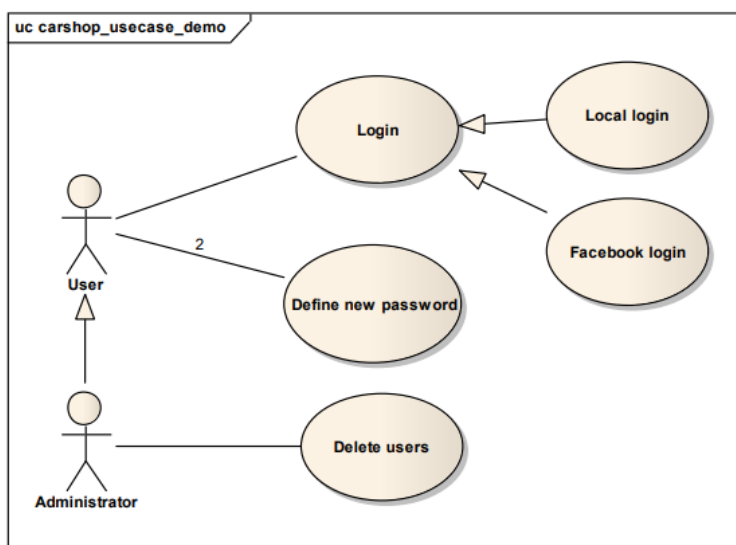 uc carshop_usecase_demo
Login
Local login
Facebook login
User
2
Define new password
Administrator
Delete users